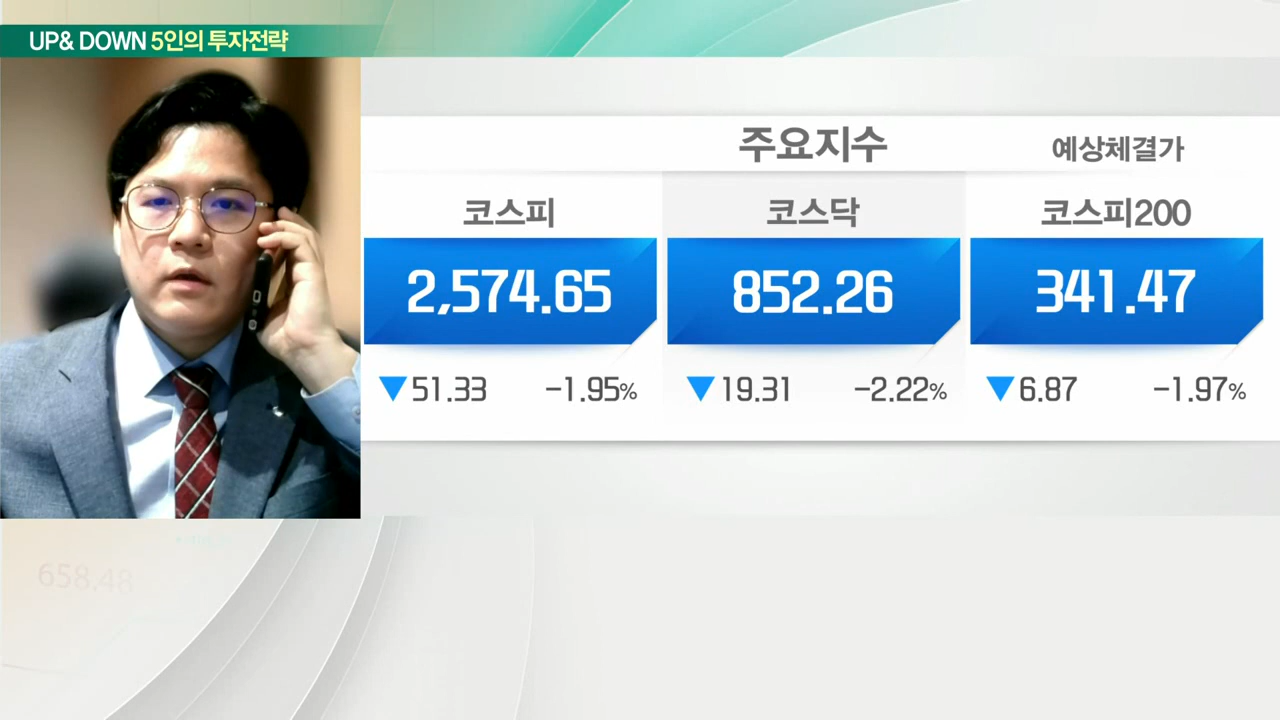 UP& DOWN 5인의 투자전략
주요지수
예상체결가
코스피
코스닥
코스피200
2,574.65
852.26
341.47
▼51.33 -1.95%
▼19.31 -2.22%
▼6.87 -1.97%
658.48